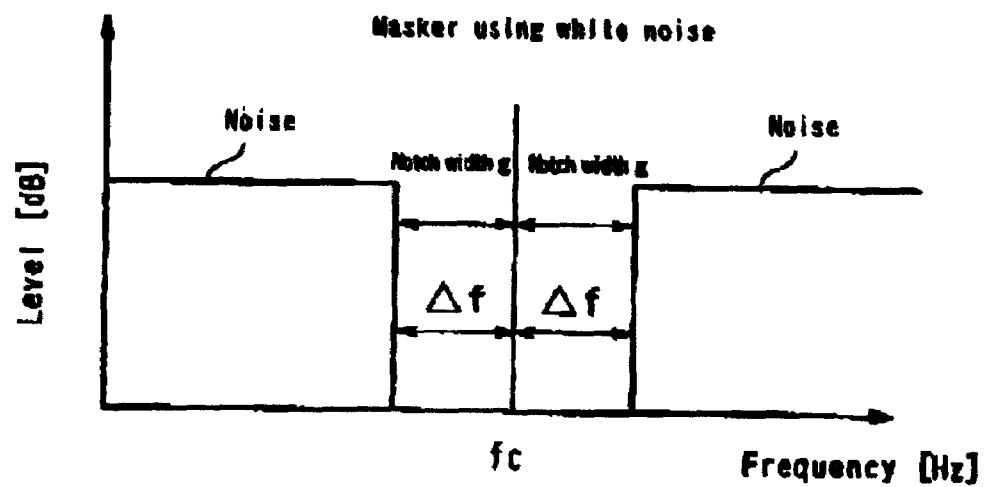 Masker using white noise
Noise
Noise
Notch width g
Notch width g
Level [dB]
Δf
Δf
fc
Frequency [Hz]